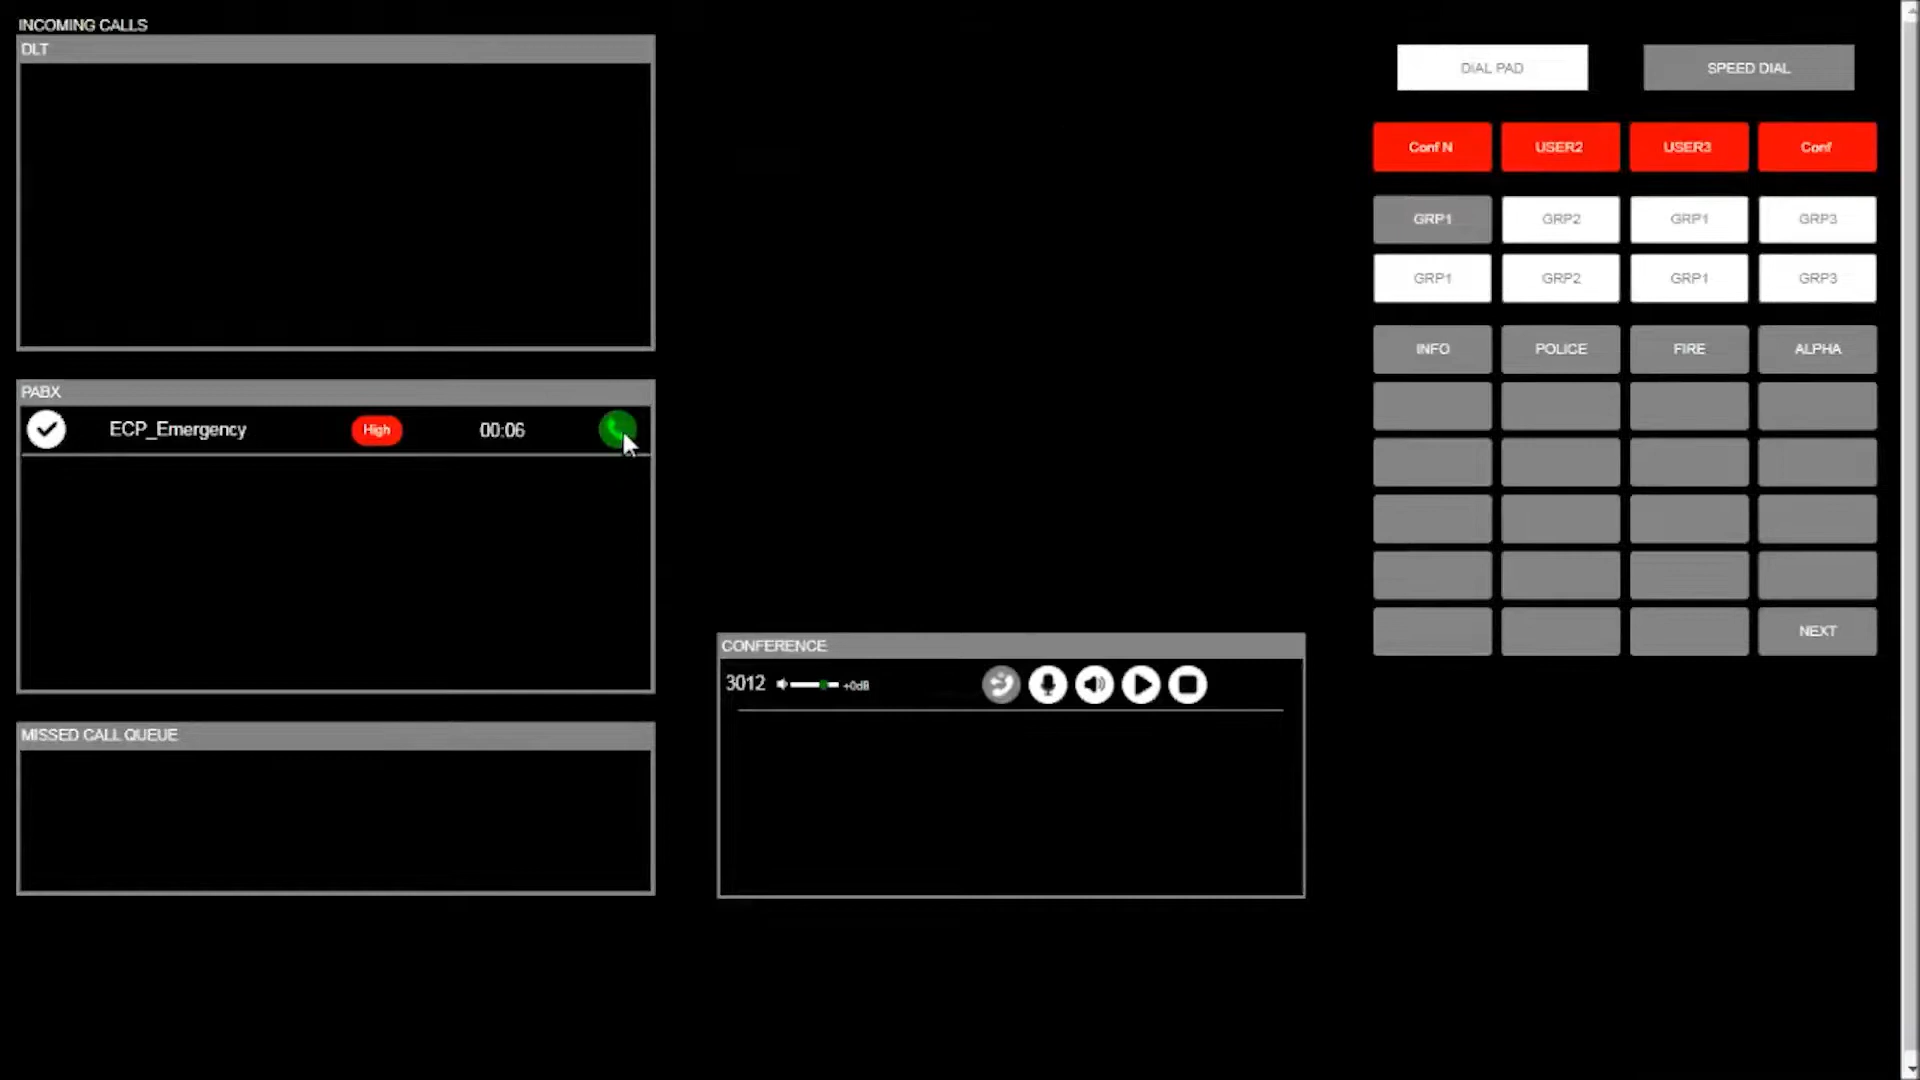 INCOMING CALLS
DLT
PABX
ECP_Emergency High 00:06
MISSED CALL QUEUE
CONFERENCE
3012 +0dB
DIAL PAD SPEED DIAL
Conf N USER2 USER3 Conf
GRP1 GRP2 GRP1 GRP3
GRP1 GRP2 GRP1 GRP3
INFO POLICE FIRE ALPHA
NEXT